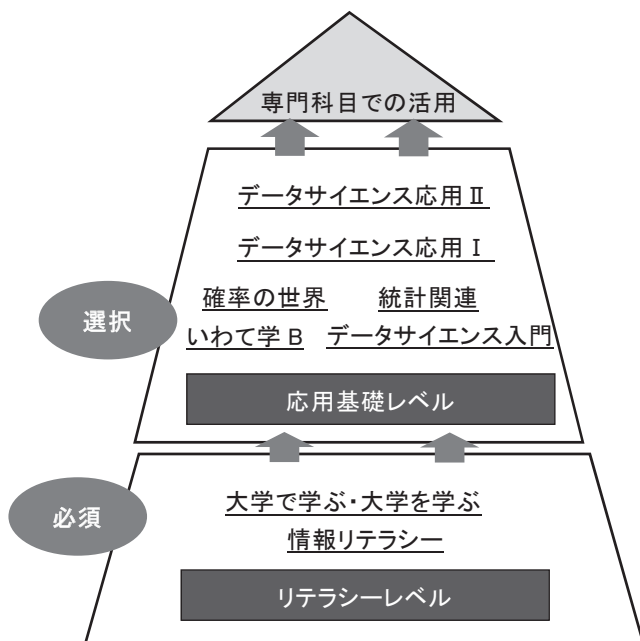 専門科目での活用
データサイエンス応用Ⅱ
データサイエンス応用Ⅰ
確率の世界 統計関連
選択
いわて学 B データサイエンス入門
応用基礎レベル
大学で学ぶ・大学を学ぶ
必須
情報リテラシー
リテラシーレベル